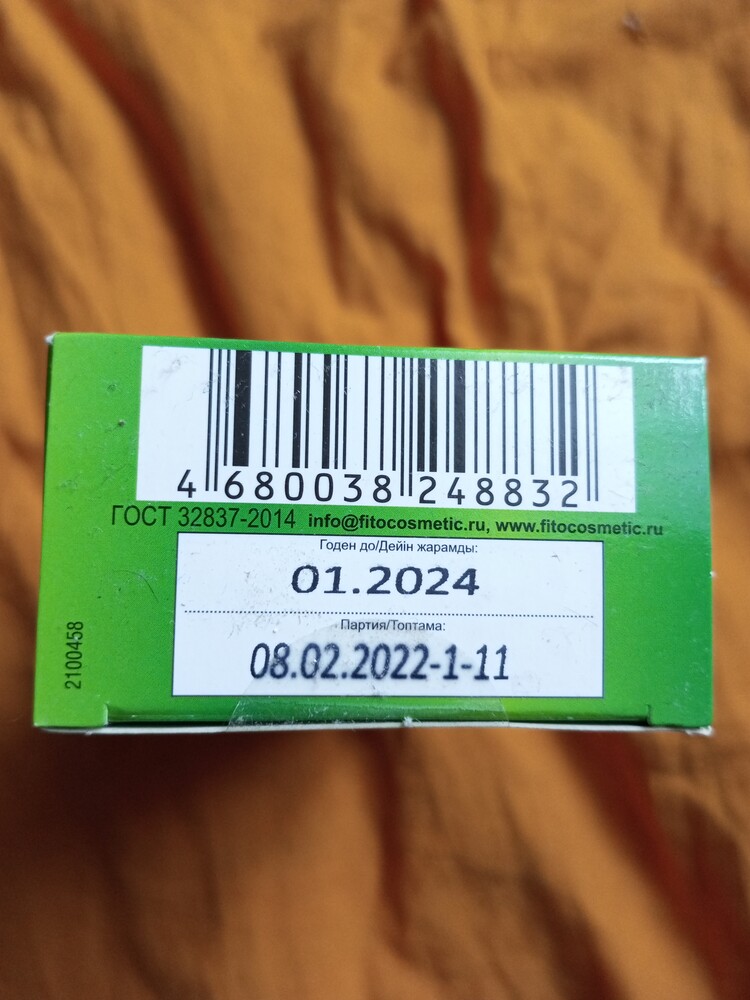 4 680038 248832
ГОСТ 32837-2014 info@fitocosmetic.ru, www.fitocosmetic.ru
Годен до/Дейін жарамды:
01.2024
Партия/Топтама:
08.02.2022-1-11
2100458